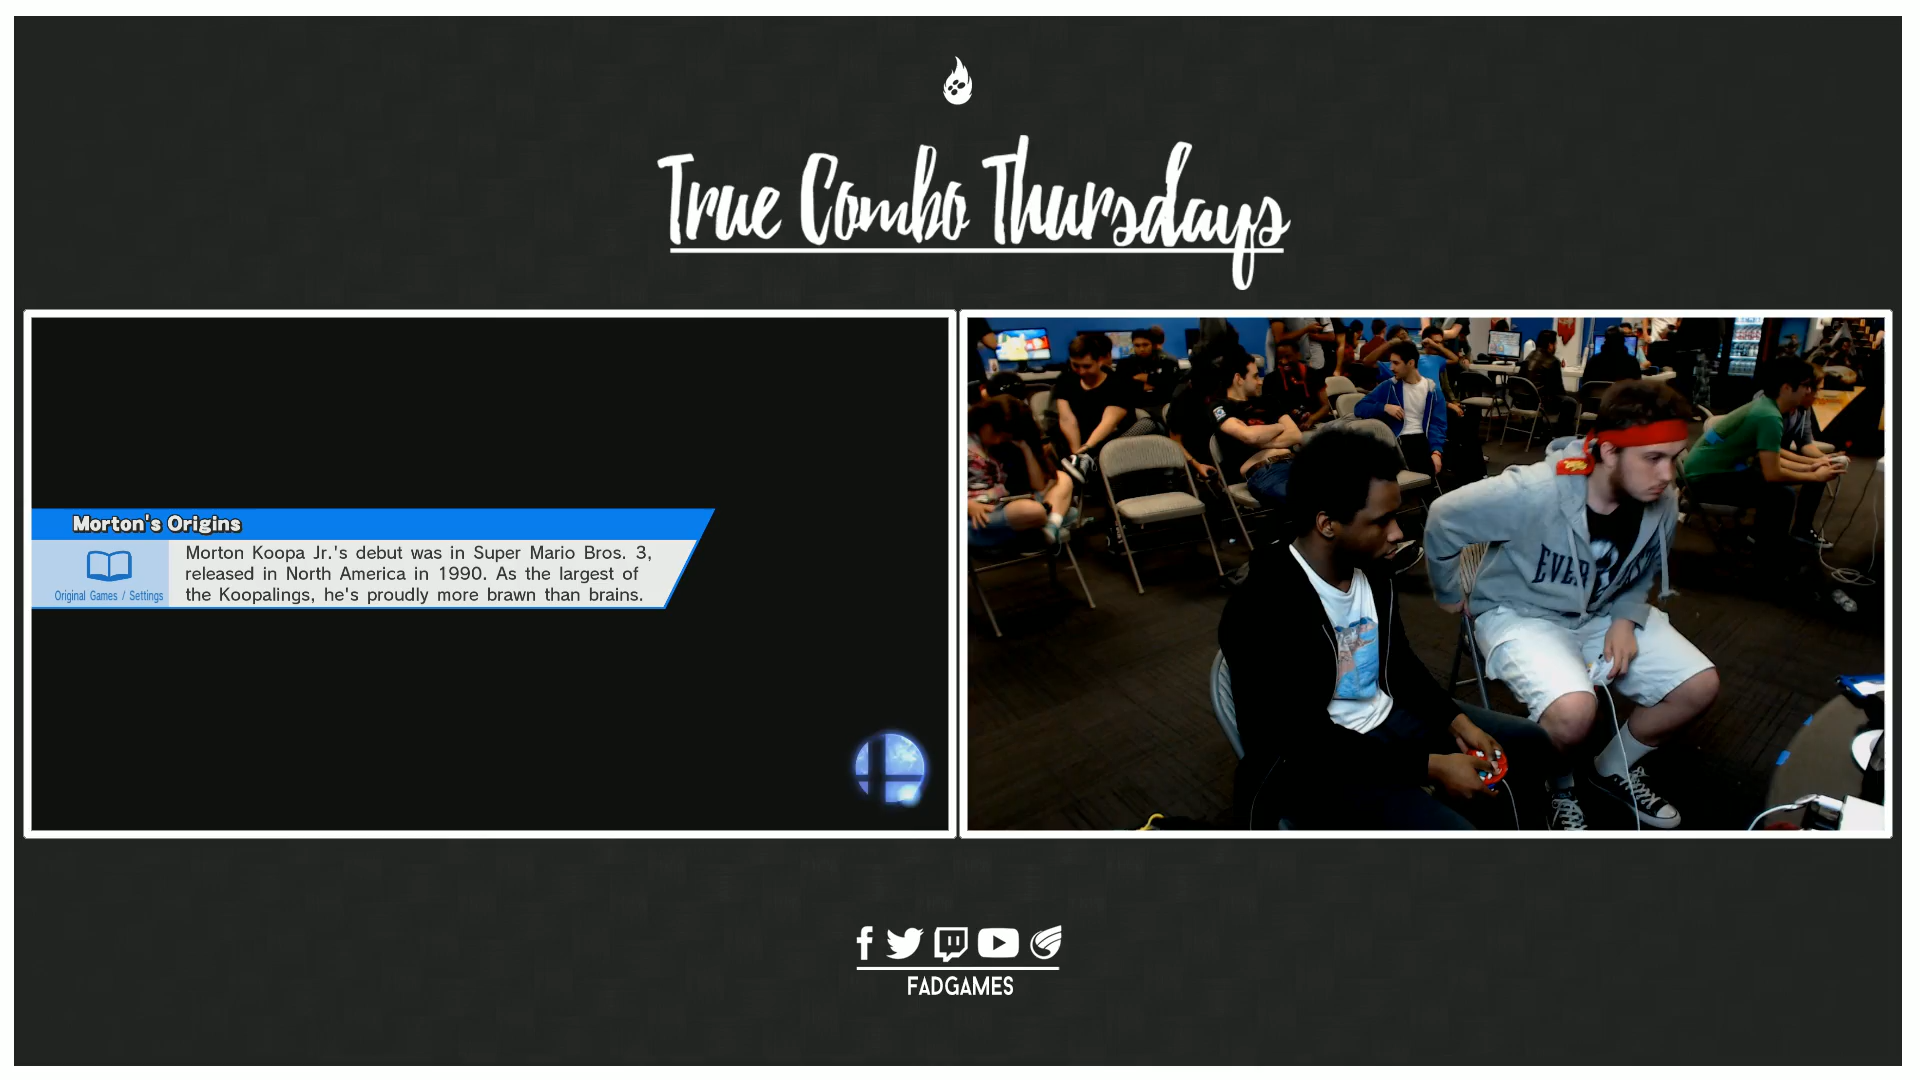 True Combo Thursdays
Morton's Origins
Original Games / Settings
Morton Koopa Jr.'s debut was in Super Mario Bros. 3,
released in North America in 1990. As the largest of
the Koopalings, he's proudly more brawn than brains.
FADGAMES